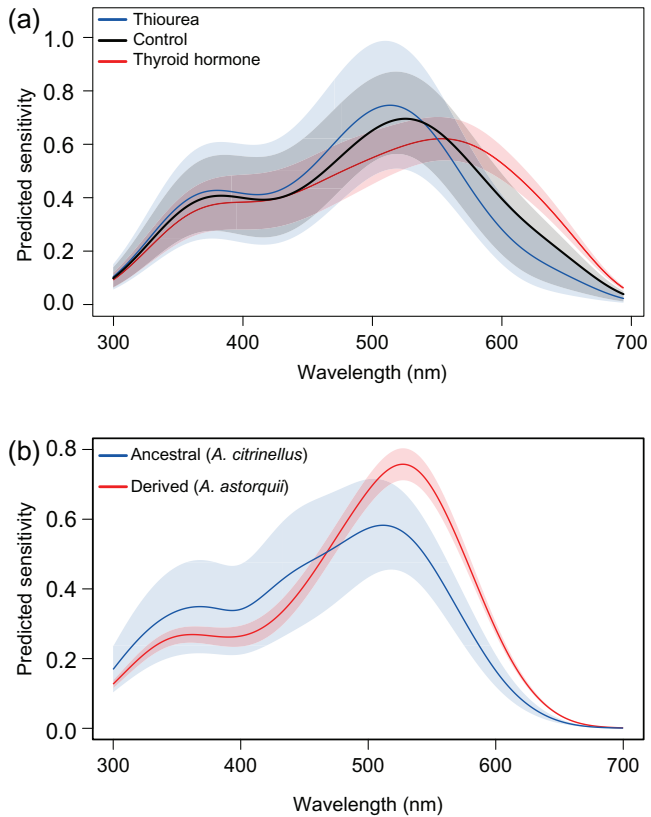 (a)
Thiourea
Control
Thyroid hormone
1.0
0.8
0.6
0.4
0.2
0.0
Predicted sensitivity
300 400 500 600 700
Wavelength (nm)
(b)
Ancestral (A. citrinellus)
Derived (A. astorquii)
0.8
0.6
0.4
0.2
0.0
Predicted sensitivity
300 400 500 600 700
Wavelength (nm)